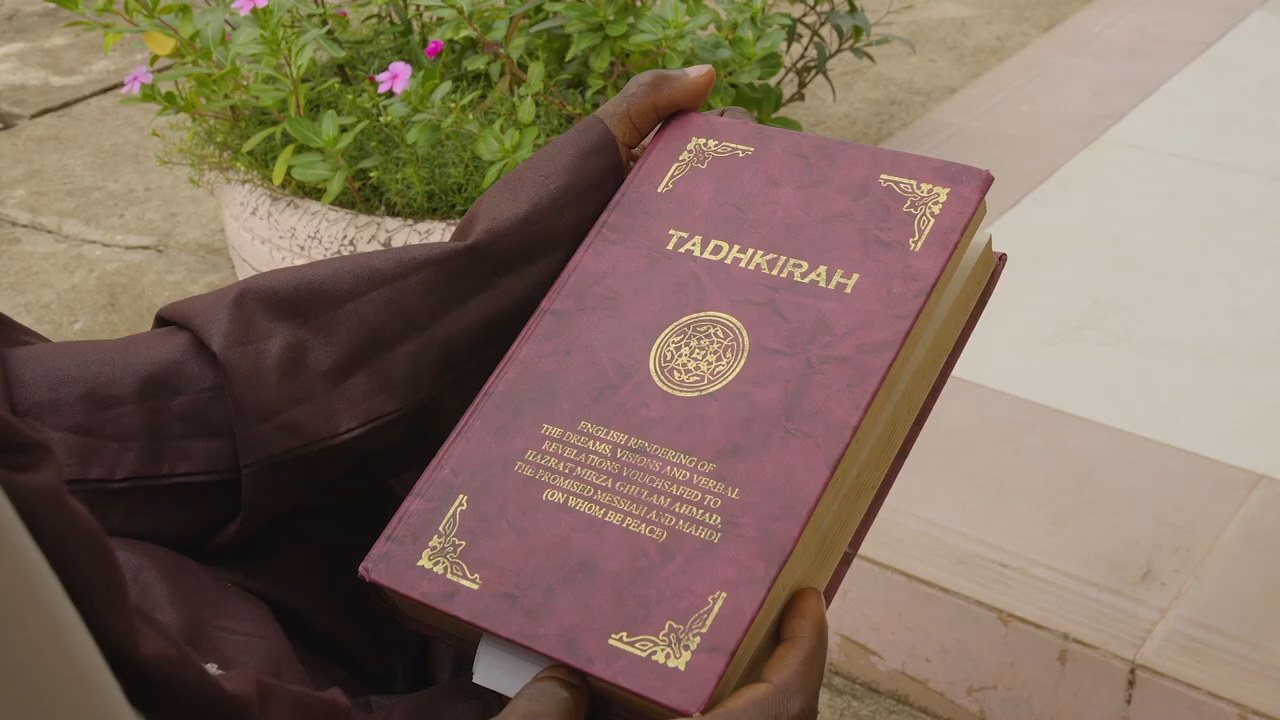 TADHKIRAH
ENGLISH RENDERING OF
THE DREAMS, VISIONS AND VERBAL
REVELATIONS VOUCHSAFED TO
HAZRAT MIRZA GHULAM AHMAD,
THE PROMISED MESSIAH AND MAHDI
(ON WHOM BE PEACE)